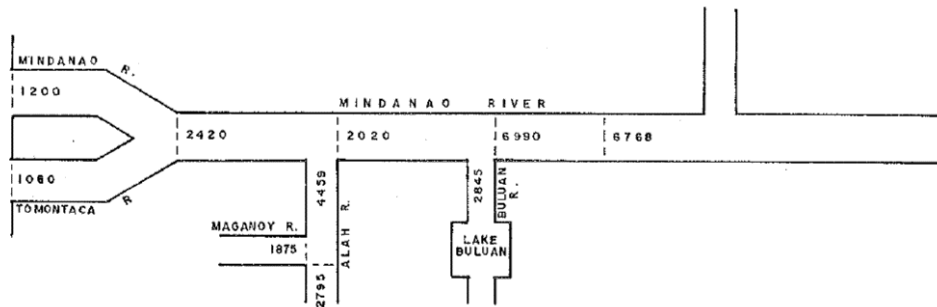 MINDANAO R.
1200
MINDANAO RIVER
2420
2020
6990
6768
1060
TOMONTACA R
4459
ALAH R.
2845
BULUAN R.
MAGANOY R.
1875
LAKE
BULUAN
2795